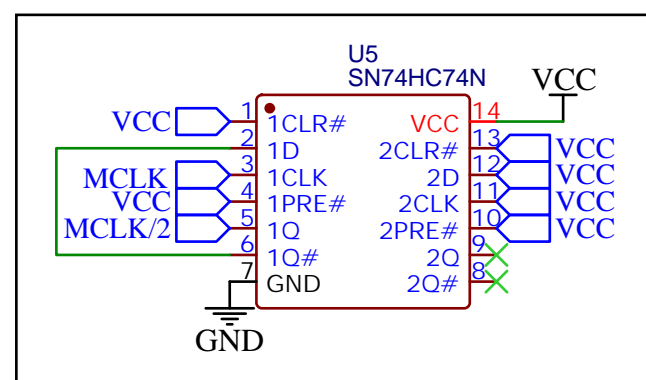 U5
SN74HC74N
VCC
VCC 1 1CLR# VCC 14
2 1D 2CLR# 13 VCC
MCLK 3 1CLK 2D 12 VCC
VCC 4 1PRE# 2CLK 11 VCC
MCLK/2 5 1Q 2PRE# 10 VCC
6 1Q# 2Q 9
7 GND 2Q# 8
GND